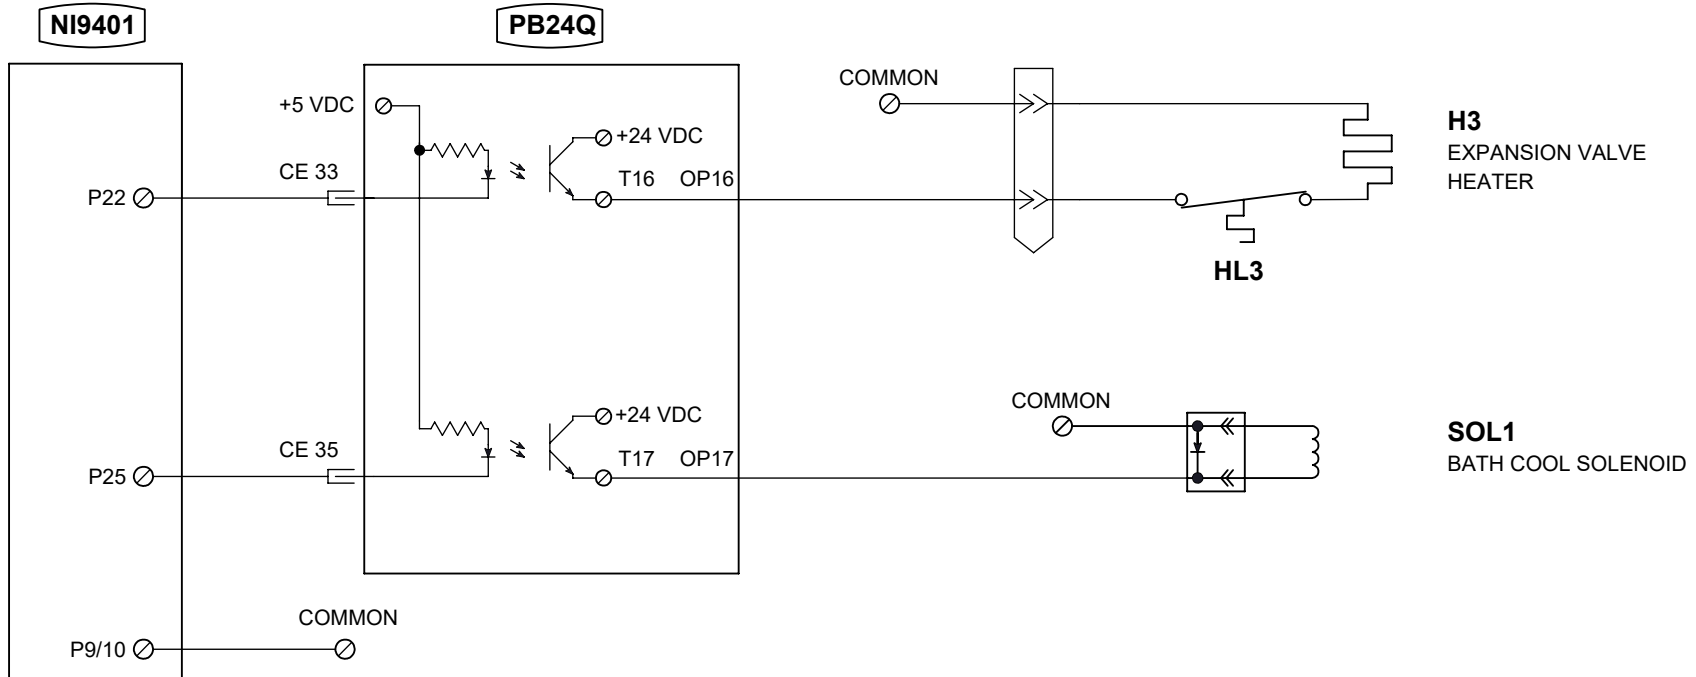 NI9401
PB24Q
+5 VDC
CE 33
P22
+24 VDC
T16 OP16
COMMON
H3
EXPANSION VALVE
HEATER
HL3
CE 35
P25
+24 VDC
T17 OP17
COMMON
SOL1
BATH COOL SOLENOID
COMMON
P9/10